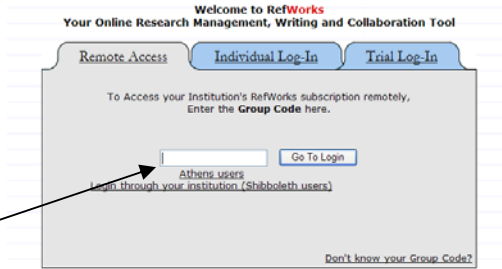 Welcome to RefWorks
Your Online Research Management, Writing and Collaboration Tool
Remote Access Individual Log-In Trial Log-In
To Access your Institution's RefWorks subscription remotely,
Enter the Group Code here.
Go To Login
Athens users
Login through your institution (Shibboleth users)
Don't know your Group Code?